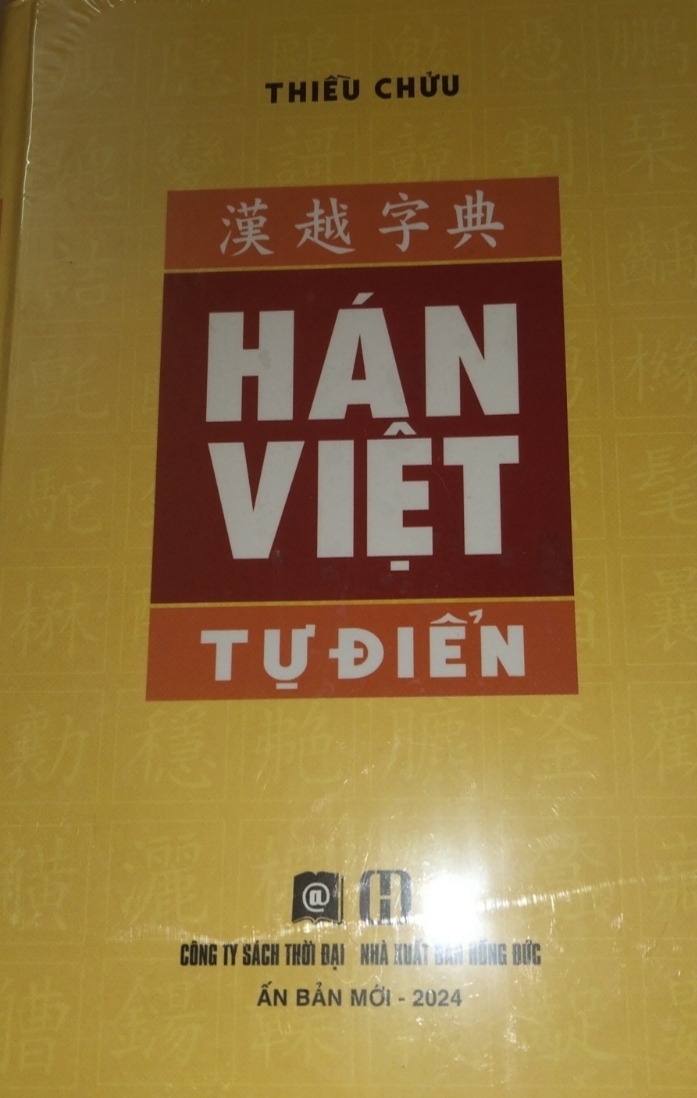 THIỀU CHỬU
漢越字典
HÁN
VIỆT
TỰ ĐIỂN
CÔNG TY SÁCH THỜI ĐẠI NHÀ XUẤT BẢN HỒNG ĐỨC
ẤN BẢN MỚI - 2024